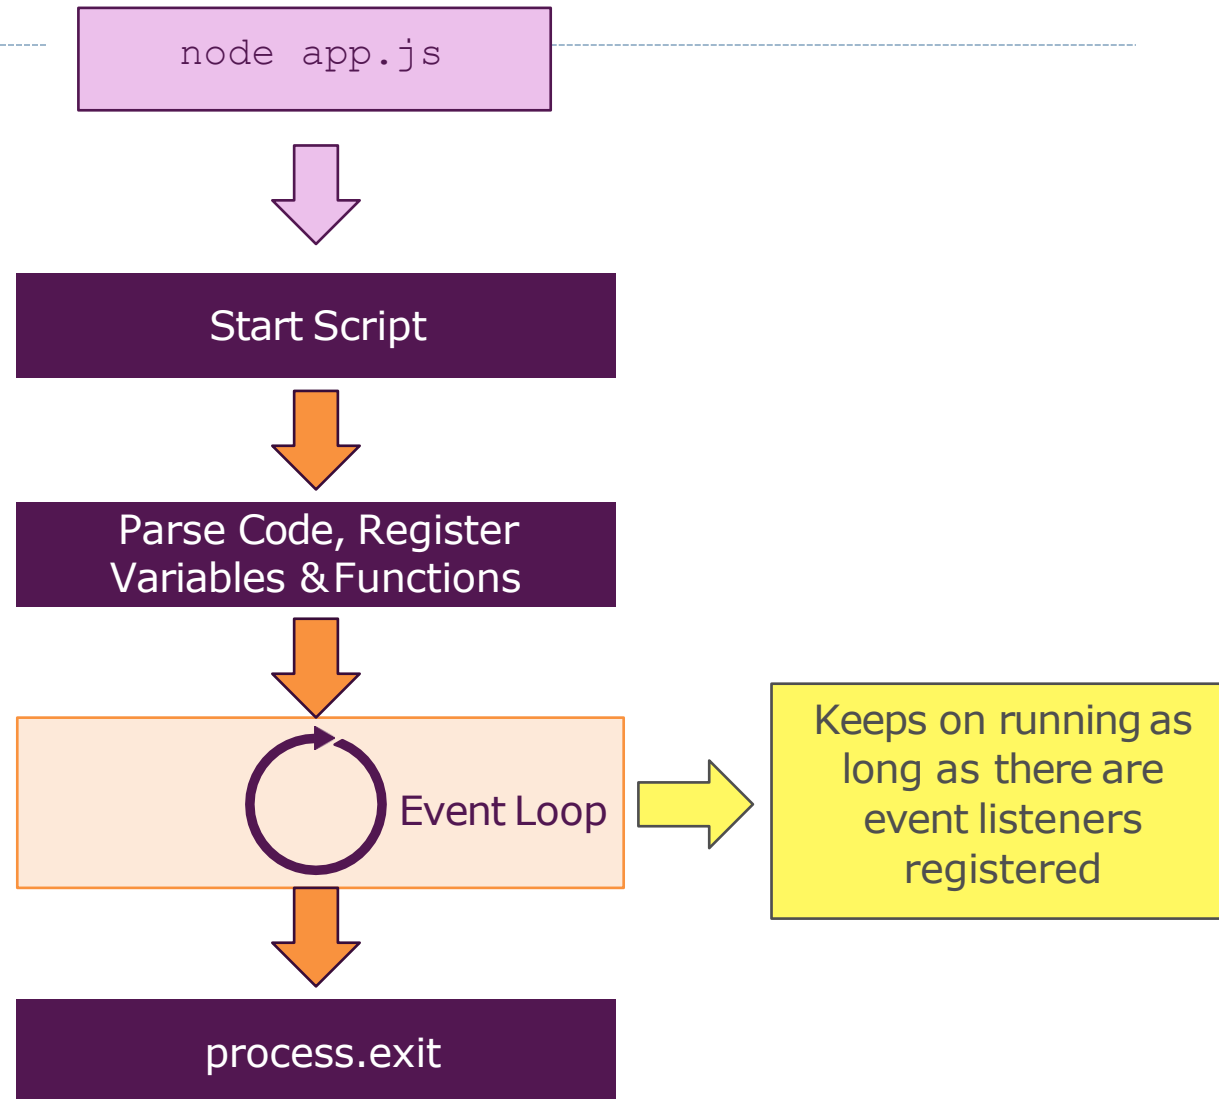 node app.js
Start Script
Parse Code, Register
Variables & Functions
Event Loop
Keeps on running as
long as there are
event listeners
registered
process.exit